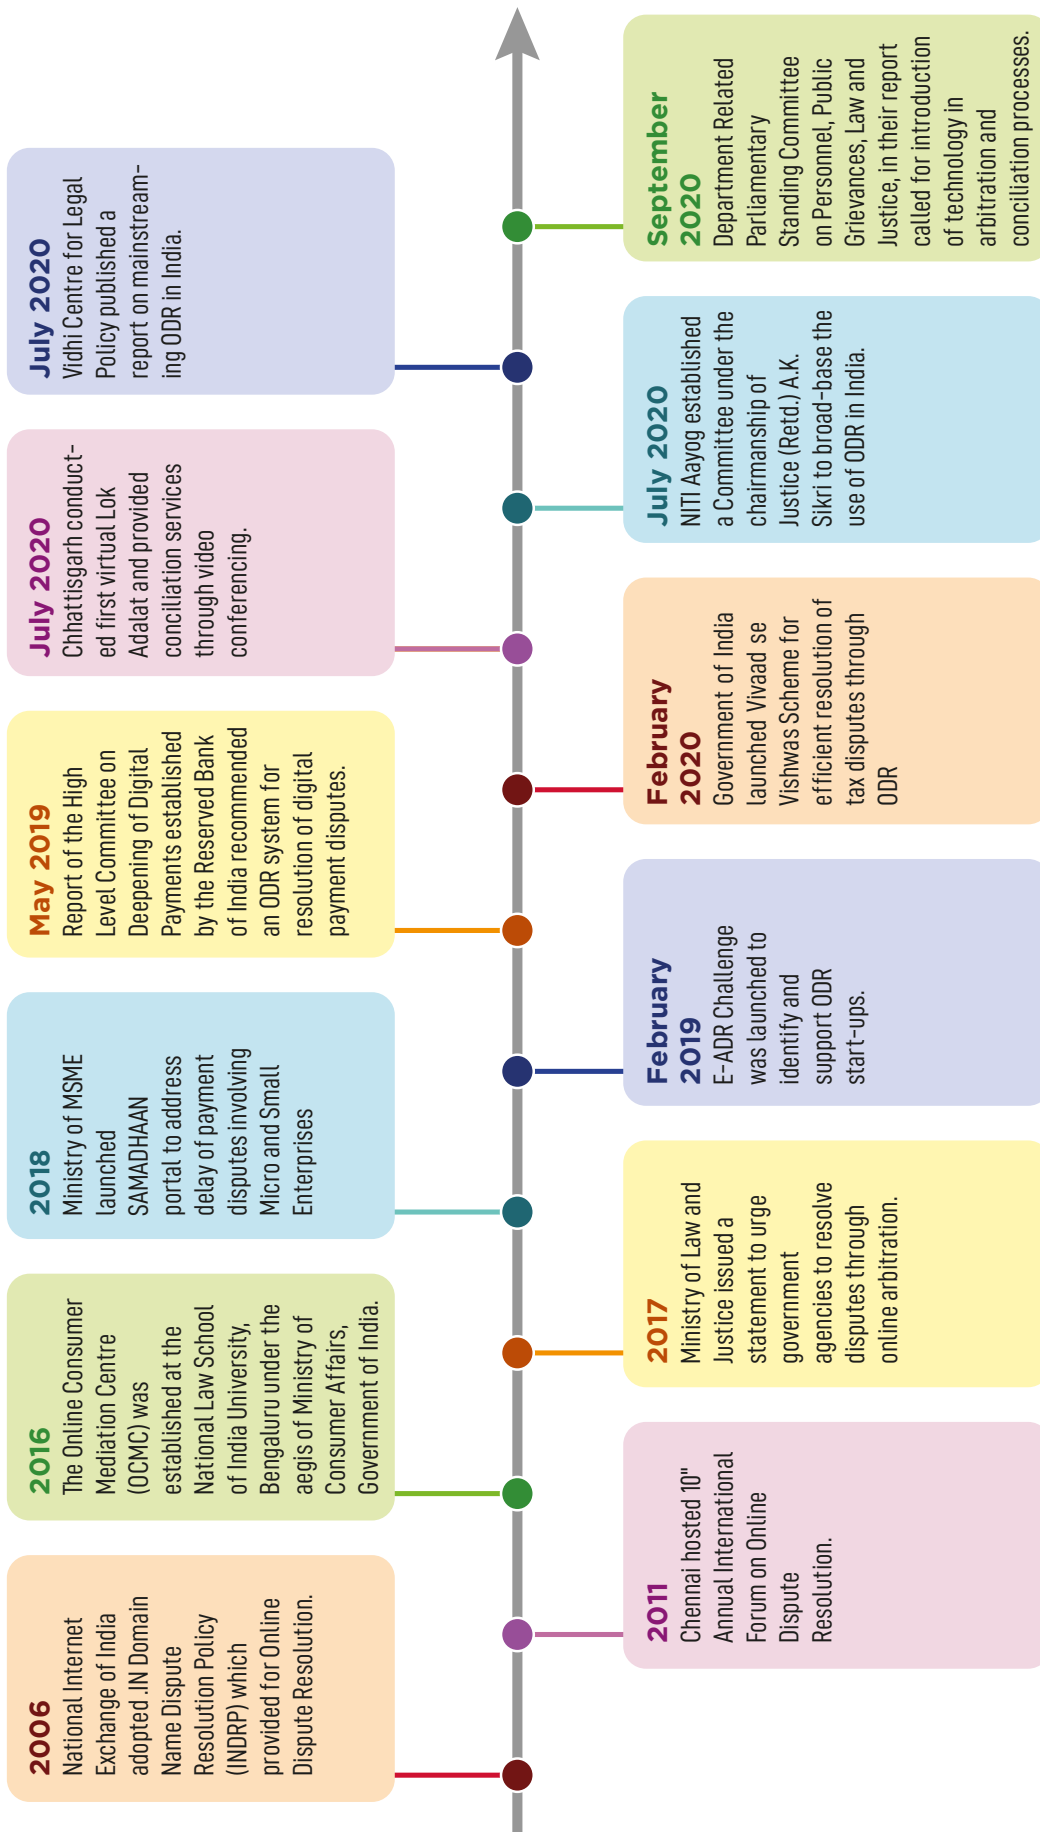 2006
National Internet
Exchange of India
adopted .IN Domain
Name Dispute
Resolution Policy
(INDRP) which
provided for Online
Dispute Resolution.
2011
Chennai hosted 10"
Annual International
Forum on Online
Dispute
Resolution.
2016
The Online Consumer
Mediation Centre
(OCMC) was
established at the
National Law School
of India University,
Bengaluru under the
aegis of Ministry of
Consumer Affairs,
Government of India.
2017
Ministry of Law and
Justice issued a
statement to urge
government
agencies to resolve
disputes through
online arbitration.
2018
Ministry of MSME
launched
SAMADHAAN
portal to address
delay of payment
disputes involving
Micro and Small
Enterprises
February
2019
E-ADR Challenge
was launched to
identify and
support ODR
start-ups.
May 2019
Report of the High
Level Committee on
Deepening of Digital
Payments established
by the Reserved Bank
of India recommended
an ODR system for
resolution of digital
payment disputes.
February
2020
Government of India
launched Vivaad se
Vishwas Scheme for
efficient resolution of
tax disputes through
ODR
July 2020
Chhattisgarh conduct-
ed first virtual Lok
Adalat and provided
conciliation services
through video
conferencing.
July 2020
NITI Aayog established
a Committee under the
chairmanship of
Justice (Retd.) A.K.
Sikri to broad-base the
use of ODR in India.
July 2020
Vidhi Centre for Legal
Policy published a
report on mainstream-
ing ODR in India.
September
2020
Department Related
Parliamentary
Standing Committee
on Personnel, Public
Grievances, Law and
Justice, in their report
called for introduction
of technology in
arbitration and
conciliation processes.